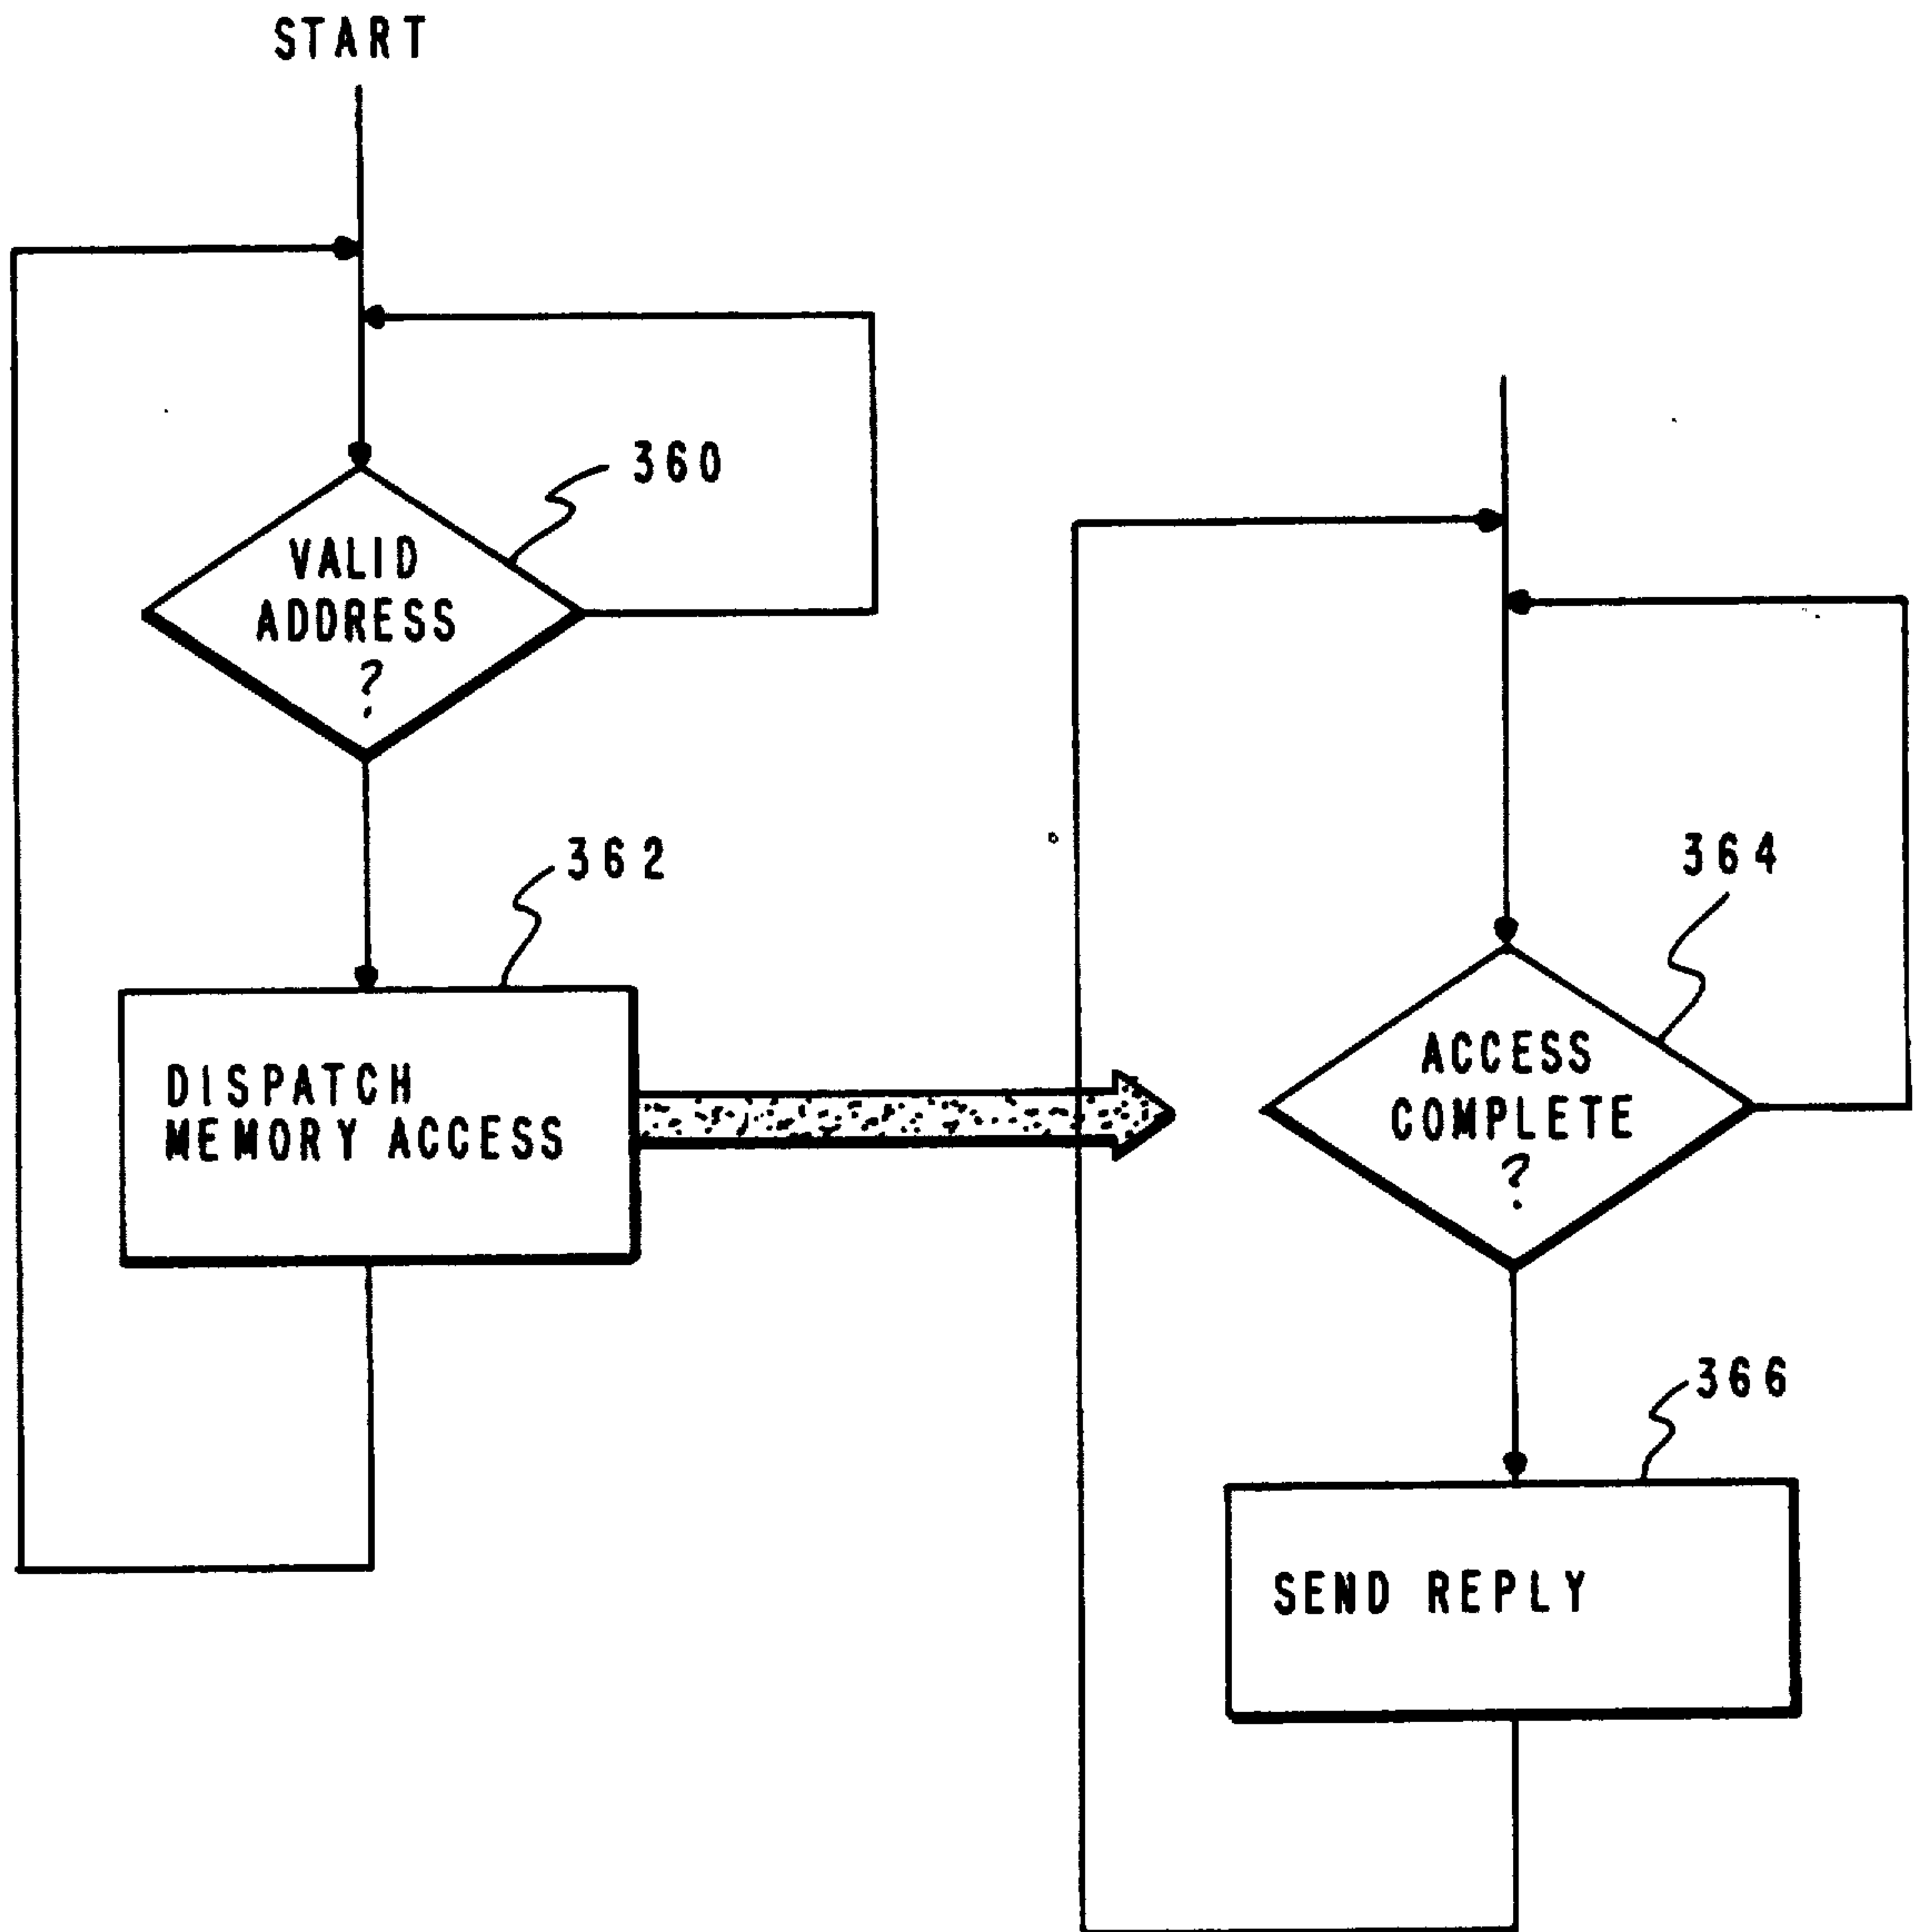 START
360
VALID
ADDRESS
?
362
DISPATCH
MEMORY ACCESS
364
ACCESS
COMPLETE
?
366
SEND REPLY